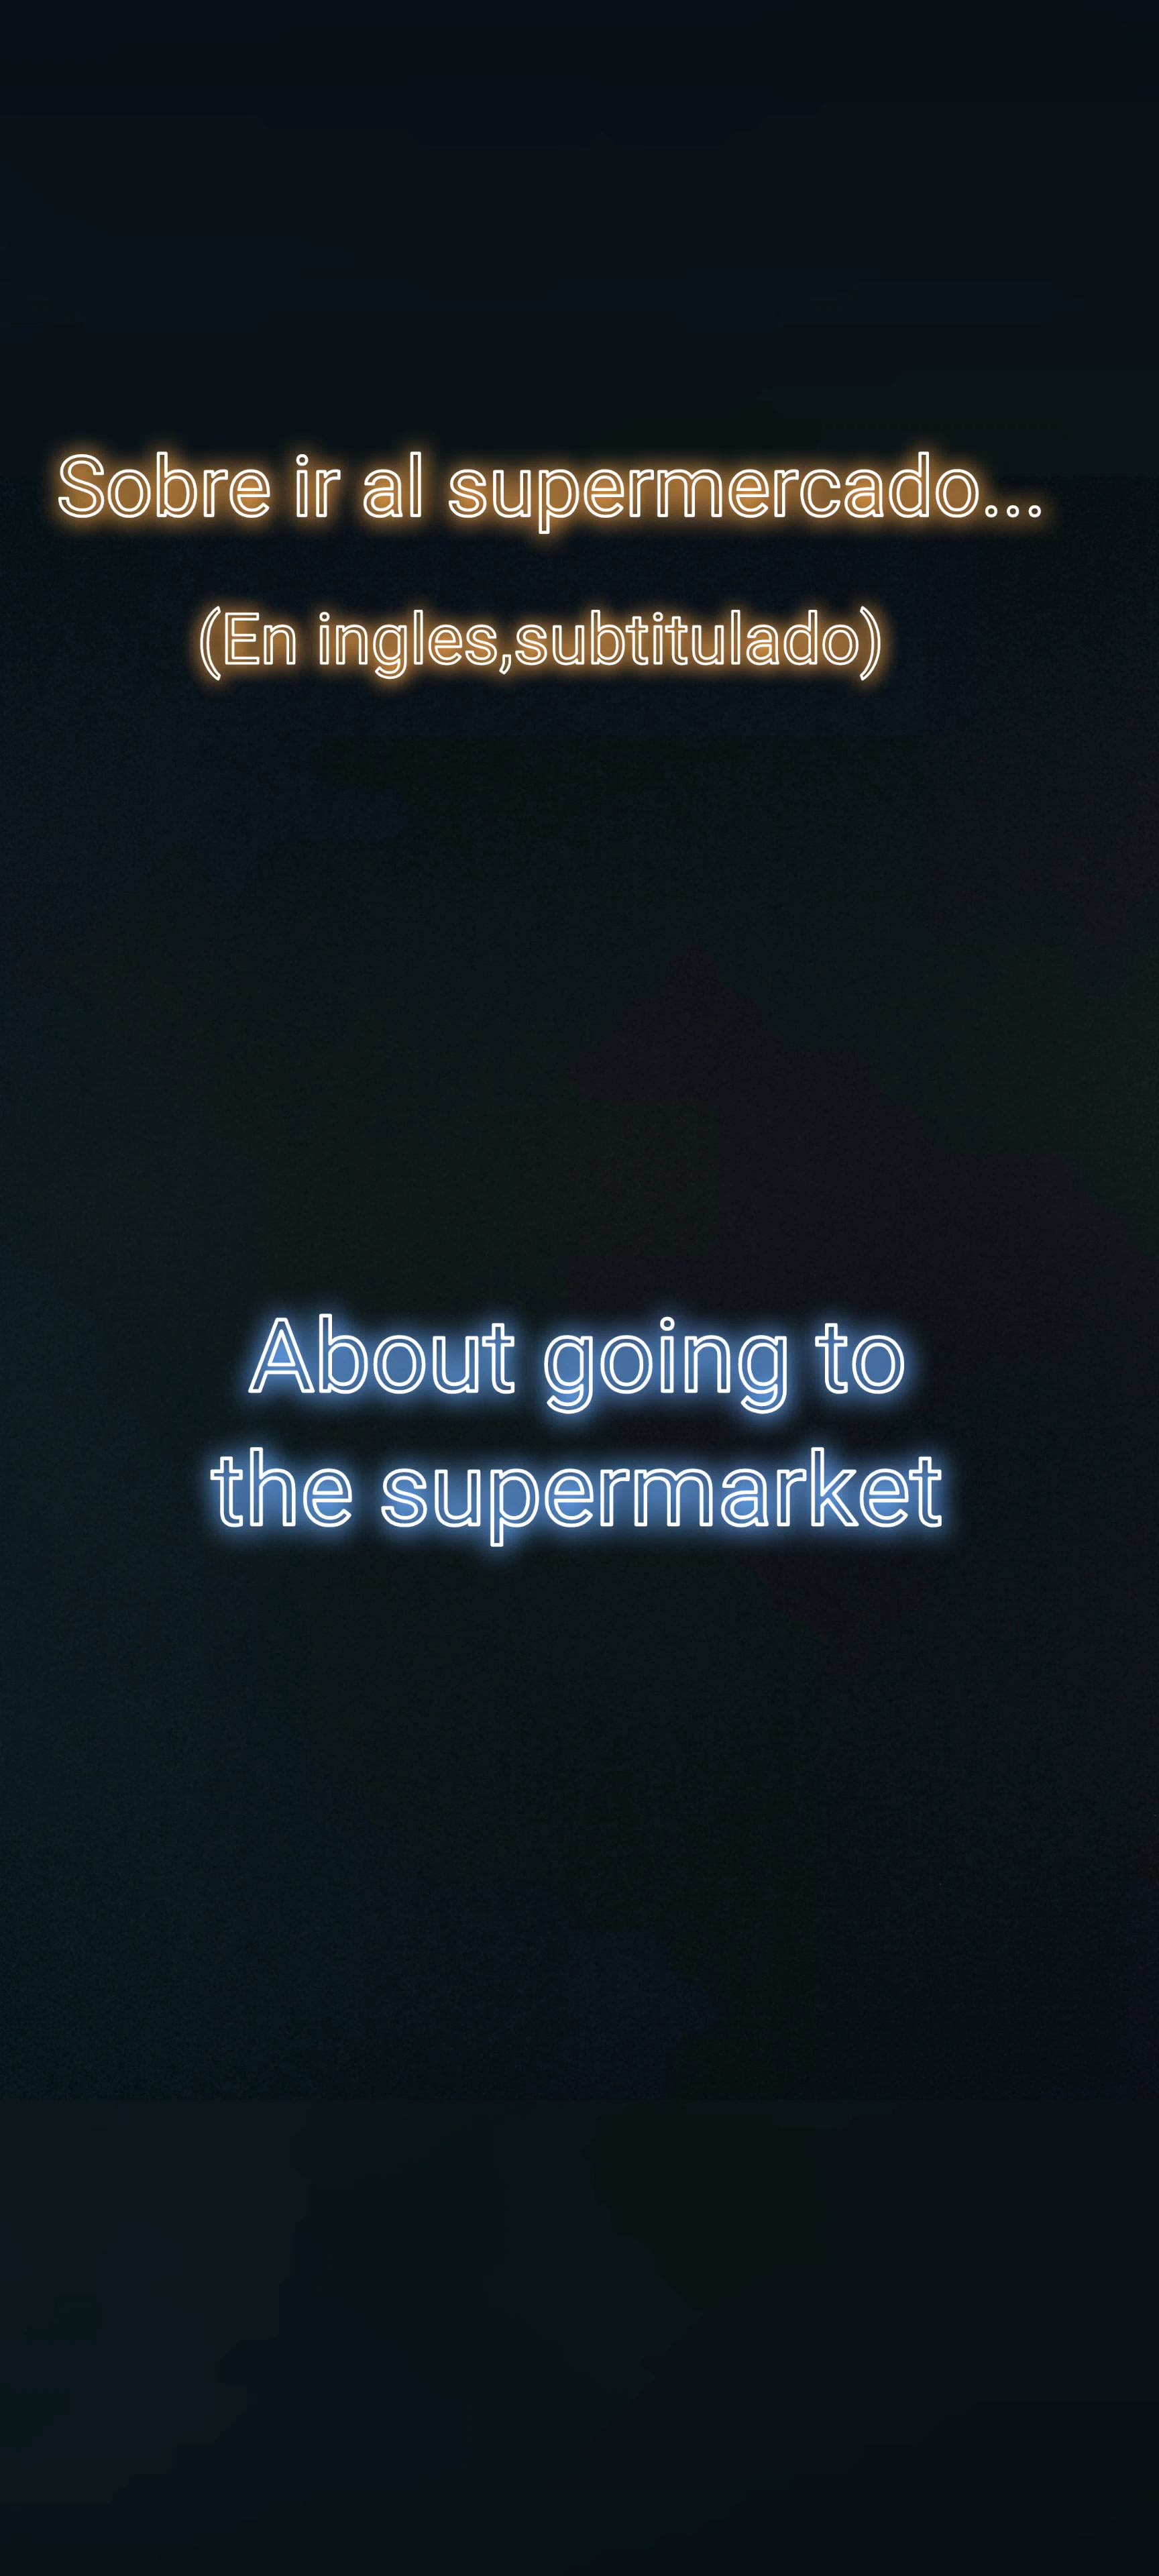 Sobre ir al supermercado...
(En ingles,subtitulado)
About going to
the supermarket